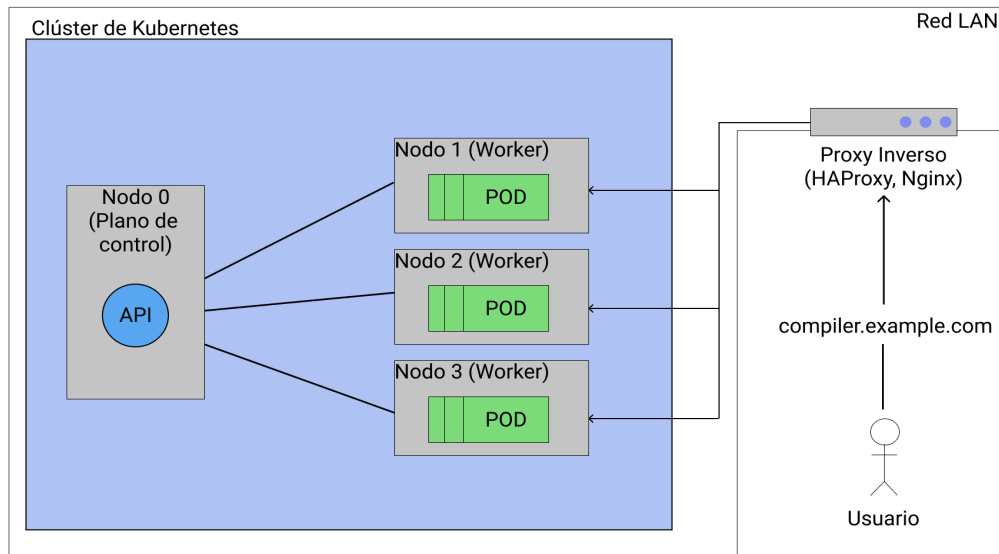 Clúster de Kubernetes
Red LAN
Nodo 0
(Plano de
control)
API
Nodo 1 (Worker)
POD
Nodo 2 (Worker)
POD
Nodo 3 (Worker)
POD
Proxy Inverso
(HAProxy, Nginx)
compiler.example.com
Usuario